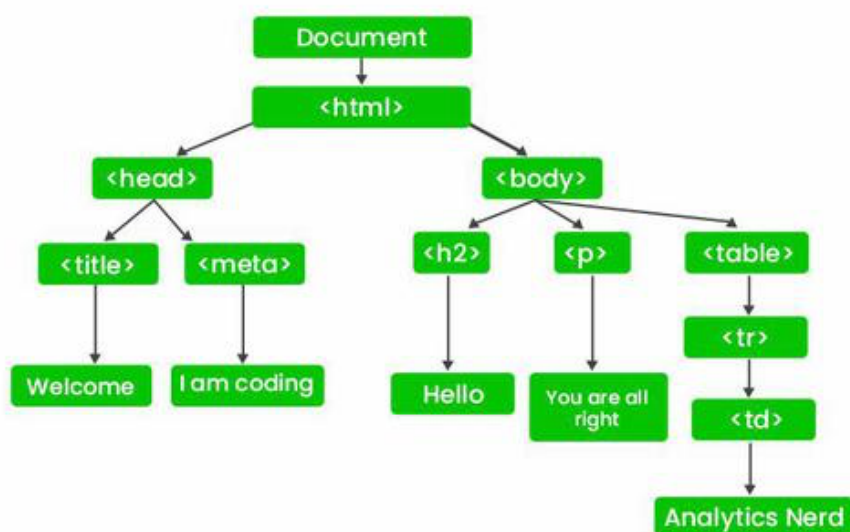 Document
<html>
<head>
<body>
<title>
<meta>
<h2>
<p>
<table>
<tr>
Welcome
I am coding
Hello
You are all
right
<td>
Analytics Nerd